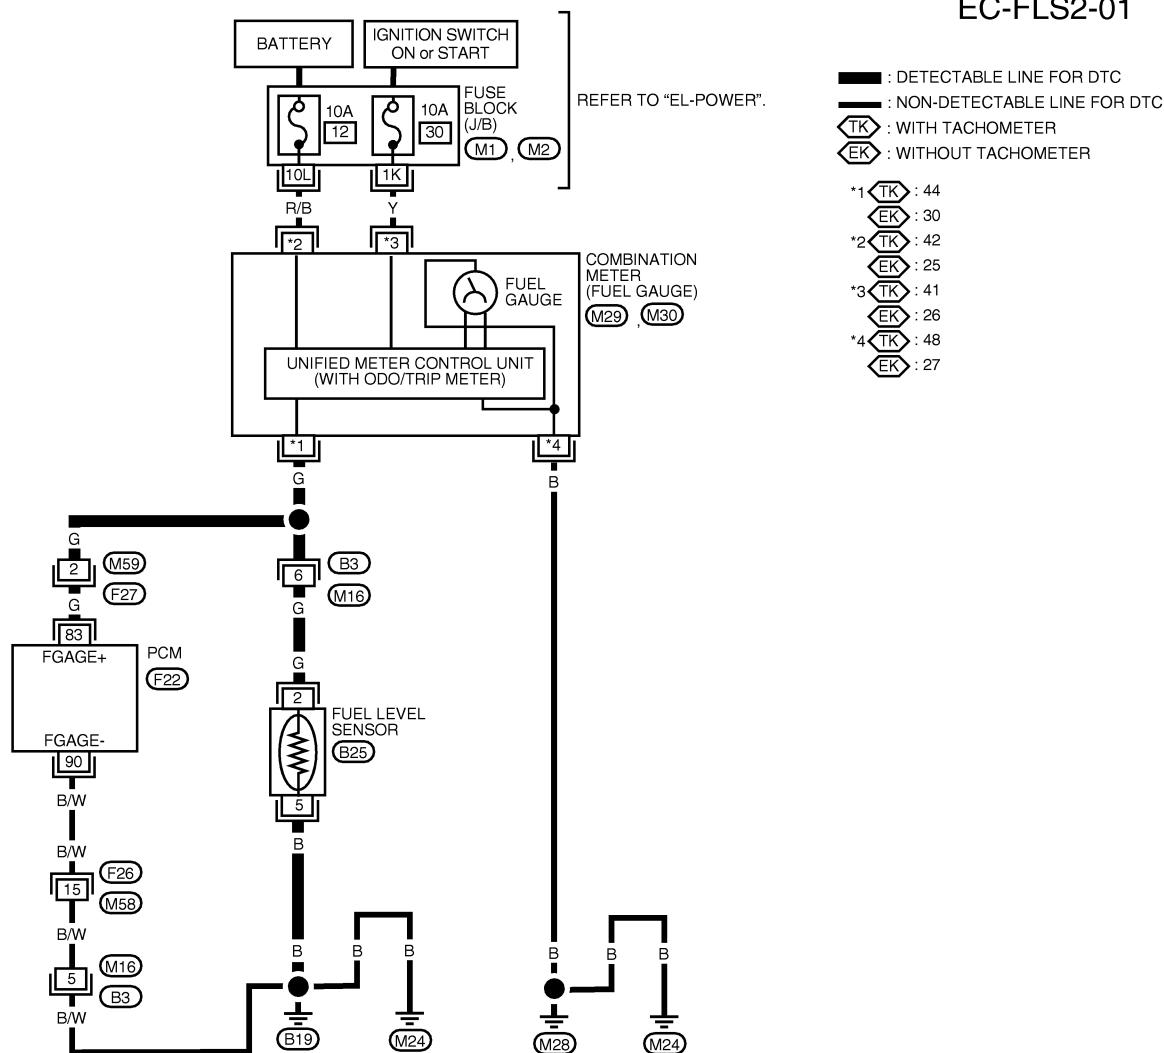 EC-FLS2-01
BATTERY
IGNITION SWITCH
ON or START
REFER TO “EL-POWER”.
10A
12
10A
30
FUSE
BLOCK
(J/B)
M1 , M2
10L
1K
R/B
Y
*2
*3
: DETECTABLE LINE FOR DTC
: NON-DETECTABLE LINE FOR DTC
TK : WITH TACHOMETER
EK : WITHOUT TACHOMETER
*1 TK : 44
EK : 30
*2 TK : 42
EK : 25
*3 TK : 41
EK : 26
*4 TK : 48
EK : 27
FUEL
GAUGE
COMBINATION
METER
(FUEL GAUGE)
M29 , M30
UNIFIED METER CONTROL UNIT
(WITH ODO/TRIP METER)
*1
*4
G
B
G
2
M59
F27
G
83
FGAGE+
PCM
F22
FGAGE-
90
B/W
B/W
15
F26
M58
B/W
5
M16
B3
B/W
6
B3
M16
G
G
2
FUEL LEVEL
SENSOR
B25
5
B
B
B
B
B19
M24
B
B
B
M28
M24